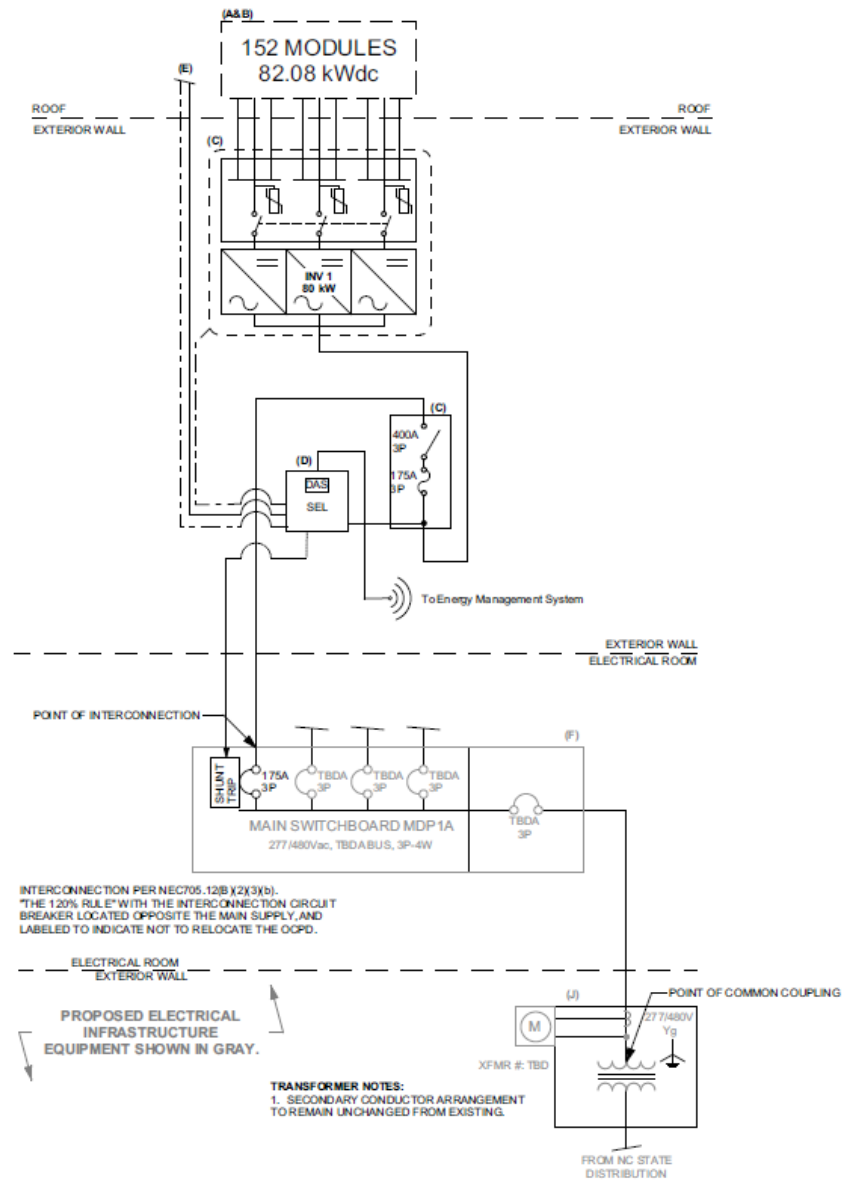 (A&B)
152 MODULES
82.08 kWdc
(E)
ROOF
ROOF
EXTERIOR WALL
EXTERIOR WALL
(C)
INV 1
80 kW
(C)
400A
3P
175A
3P
(D)
DAS
SEL
To Energy Management System
EXTERIOR WALL
ELECTRICAL ROOM
POINT OF INTERCONNECTION
(F)
SHUNT
TRIP
175A
3P
TBDA
3P
TBDA
3P
TBDA
3P
TBDA
3P
MAIN SWITCHBOARD MDP1A
277/480Vac, TBDA BUS, 3P-4W
INTERCONNECTION PER NEC705.12(B)(2)(3)(b).
"THE 120% RULE" WITH THE INTERCONNECTION CIRCUIT
BREAKER LOCATED OPPOSITE THE MAIN SUPPLY, AND
LABELED TO INDICATE NOT TO RELOCATE THE OCPD.
ELECTRICAL ROOM
EXTERIOR WALL
(J)
POINT OF COMMON COUPLING
PROPOSED ELECTRICAL
INFRASTRUCTURE
EQUIPMENT SHOWN IN GRAY.
M
277/480V
Yg
XFMR #: TBD
TRANSFORMER NOTES:
1. SECONDARY CONDUCTOR ARRANGEMENT
TO REMAIN UNCHANGED FROM EXISTING.
FROM NC STATE
DISTRIBUTION